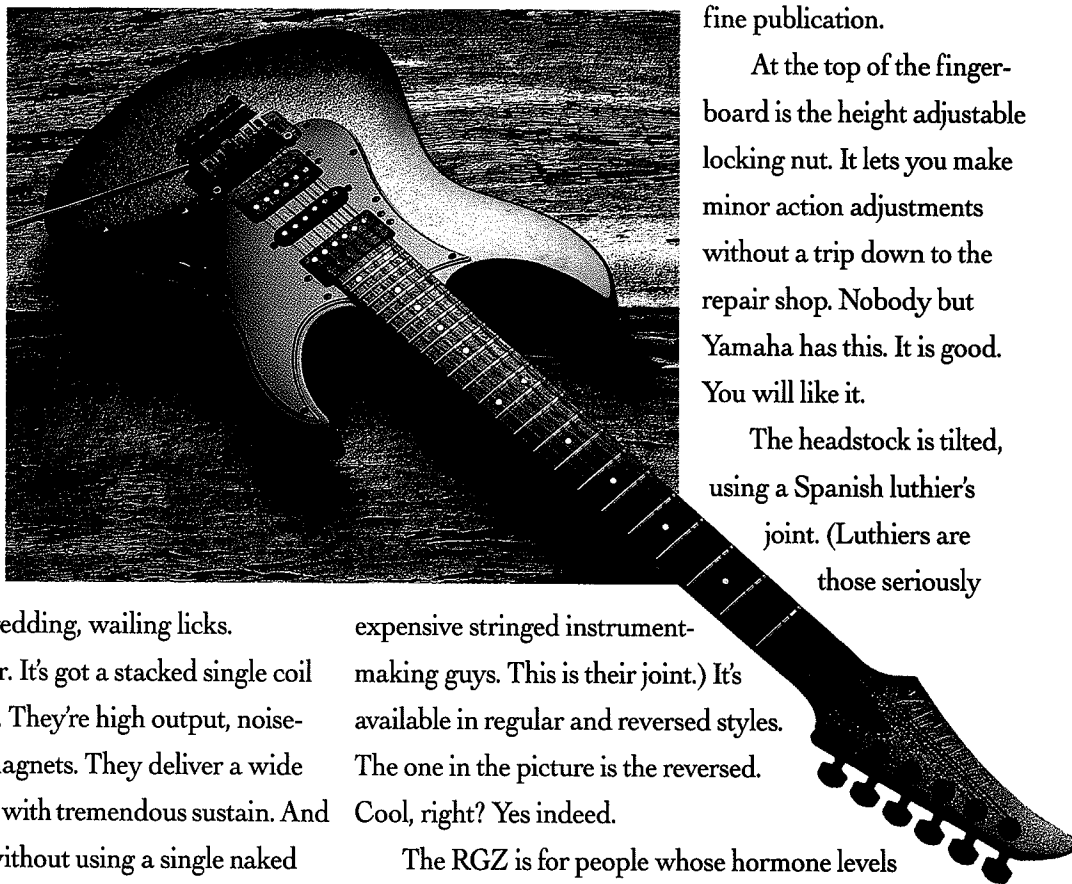 edding, wailing licks.
r. It's got a stacked single coil
. They're high output, noise-
agnets. They deliver a wide
with tremendous sustain. And
ithout using a single naked
fine publication.
At the top of the finger-
board is the height adjustable
locking nut. It lets you make
minor action adjustments
without a trip down to the
repair shop. Nobody but
Yamaha has this. It is good.
You will like it.
The headstock is tilted,
using a Spanish luthier's
joint. (Luthiers are
those seriously
expensive stringed instrument-
making guys. This is their joint.) It's
available in regular and reversed styles.
The one in the picture is the reversed.
Cool, right? Yes indeed.
The RGZ is for people whose hormone levels